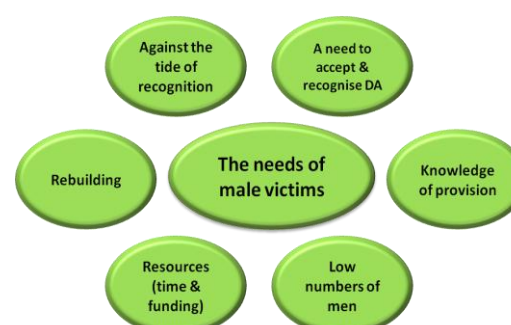 Against the
tide of
recognition
A need to
accept &
recognise DA
Rebuilding
The needs of
male victims
Knowledge
of provision
Resources
(time &
funding)
Low
numbers of
men